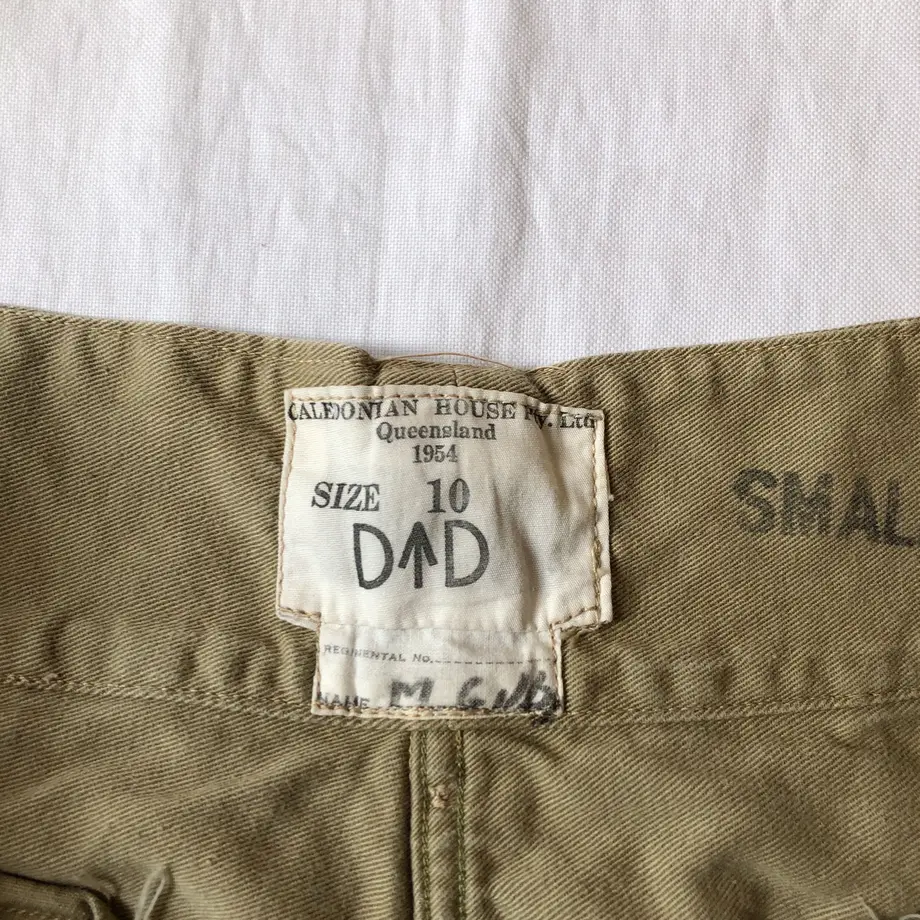 CALEDONIAN HOUSE PTY. LTD
Queensland
1954
SIZE 10
D↑D
SMAL
REGIMENTAL No.
NAME M.